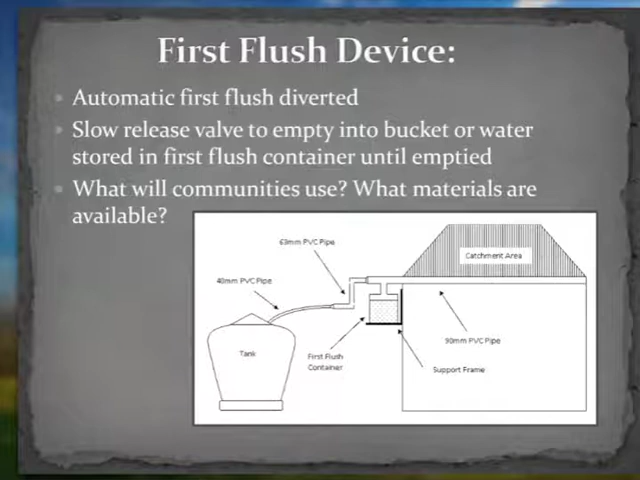 First Flush Device:
Automatic first flush diverted
Slow release valve to empty into bucket or water
stored in first flush container until emptied
What will communities use? What materials are
available?
63mm PVC Pipe
Catchment Area
40mm PVC Pipe
Tank
First Flush
Container
90mm PVC Pipe
Support Frame